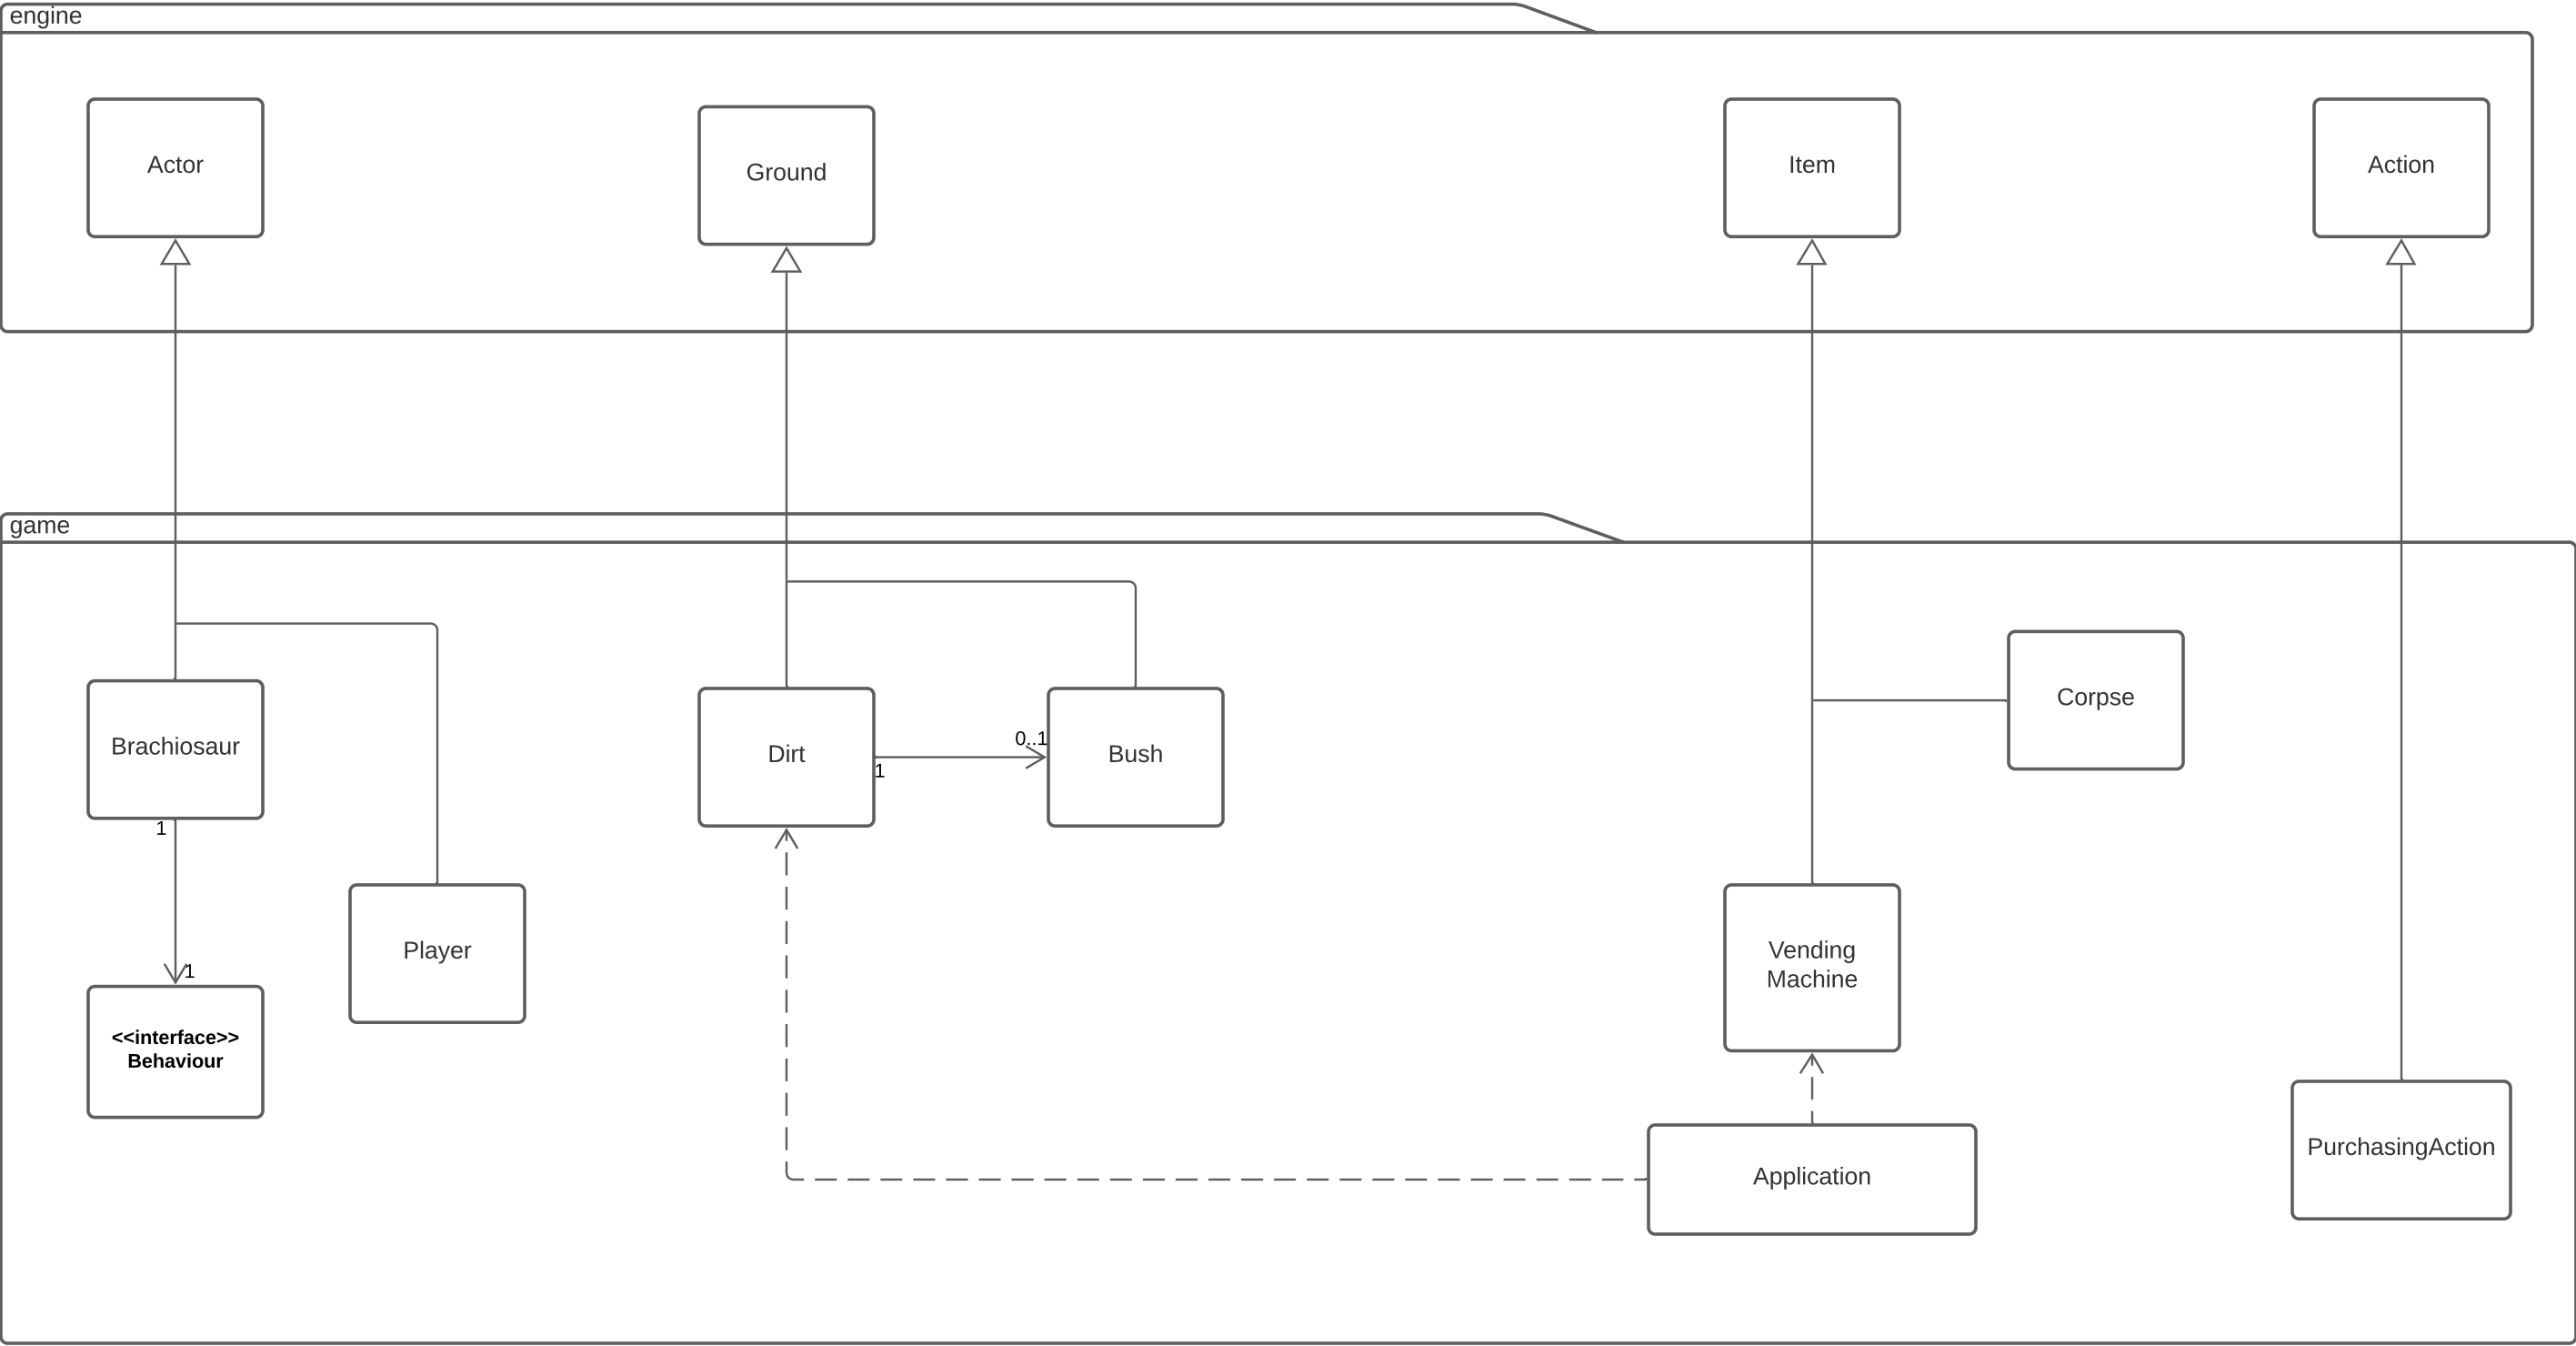 engine
Actor
Ground
Item
Action
game
Corpse
Brachiosaur
Dirt
0..1
1
Bush
1
Player
Vending
Machine
1
<<interface>>
Behaviour
PurchasingAction
Application